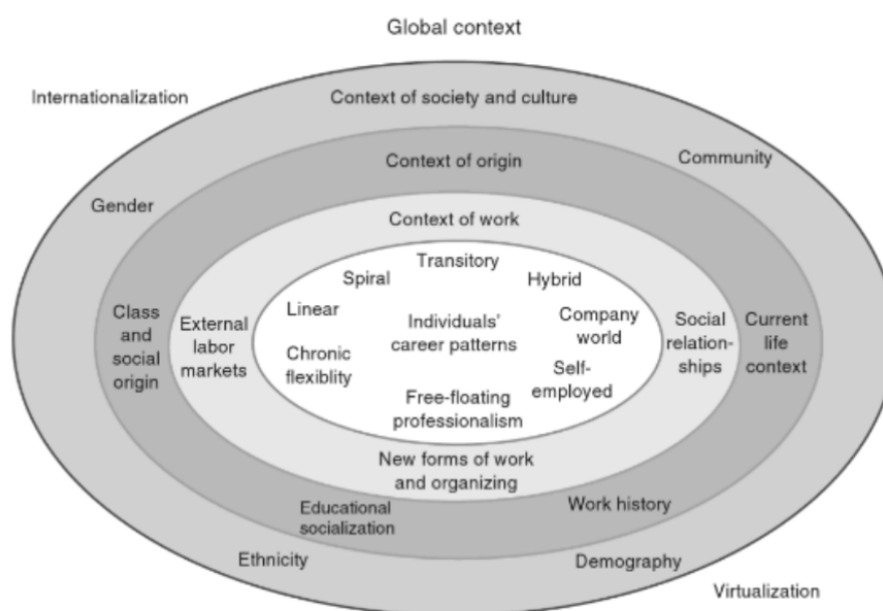 Global context
Internationalization
Context of society and culture
Context of origin
Community
Gender
Context of work
Transitory
Spiral
Hybrid
Linear
Class
and
social
origin
External
labor
markets
Individuals'
career patterns
Company
world
Social
relation-
ships
Current
life
context
Chronic
flexiblity
Self-
employed
Free-floating
professionalism
New forms of work
and organizing
Educational
socialization
Work history
Ethnicity
Demography
Virtualization